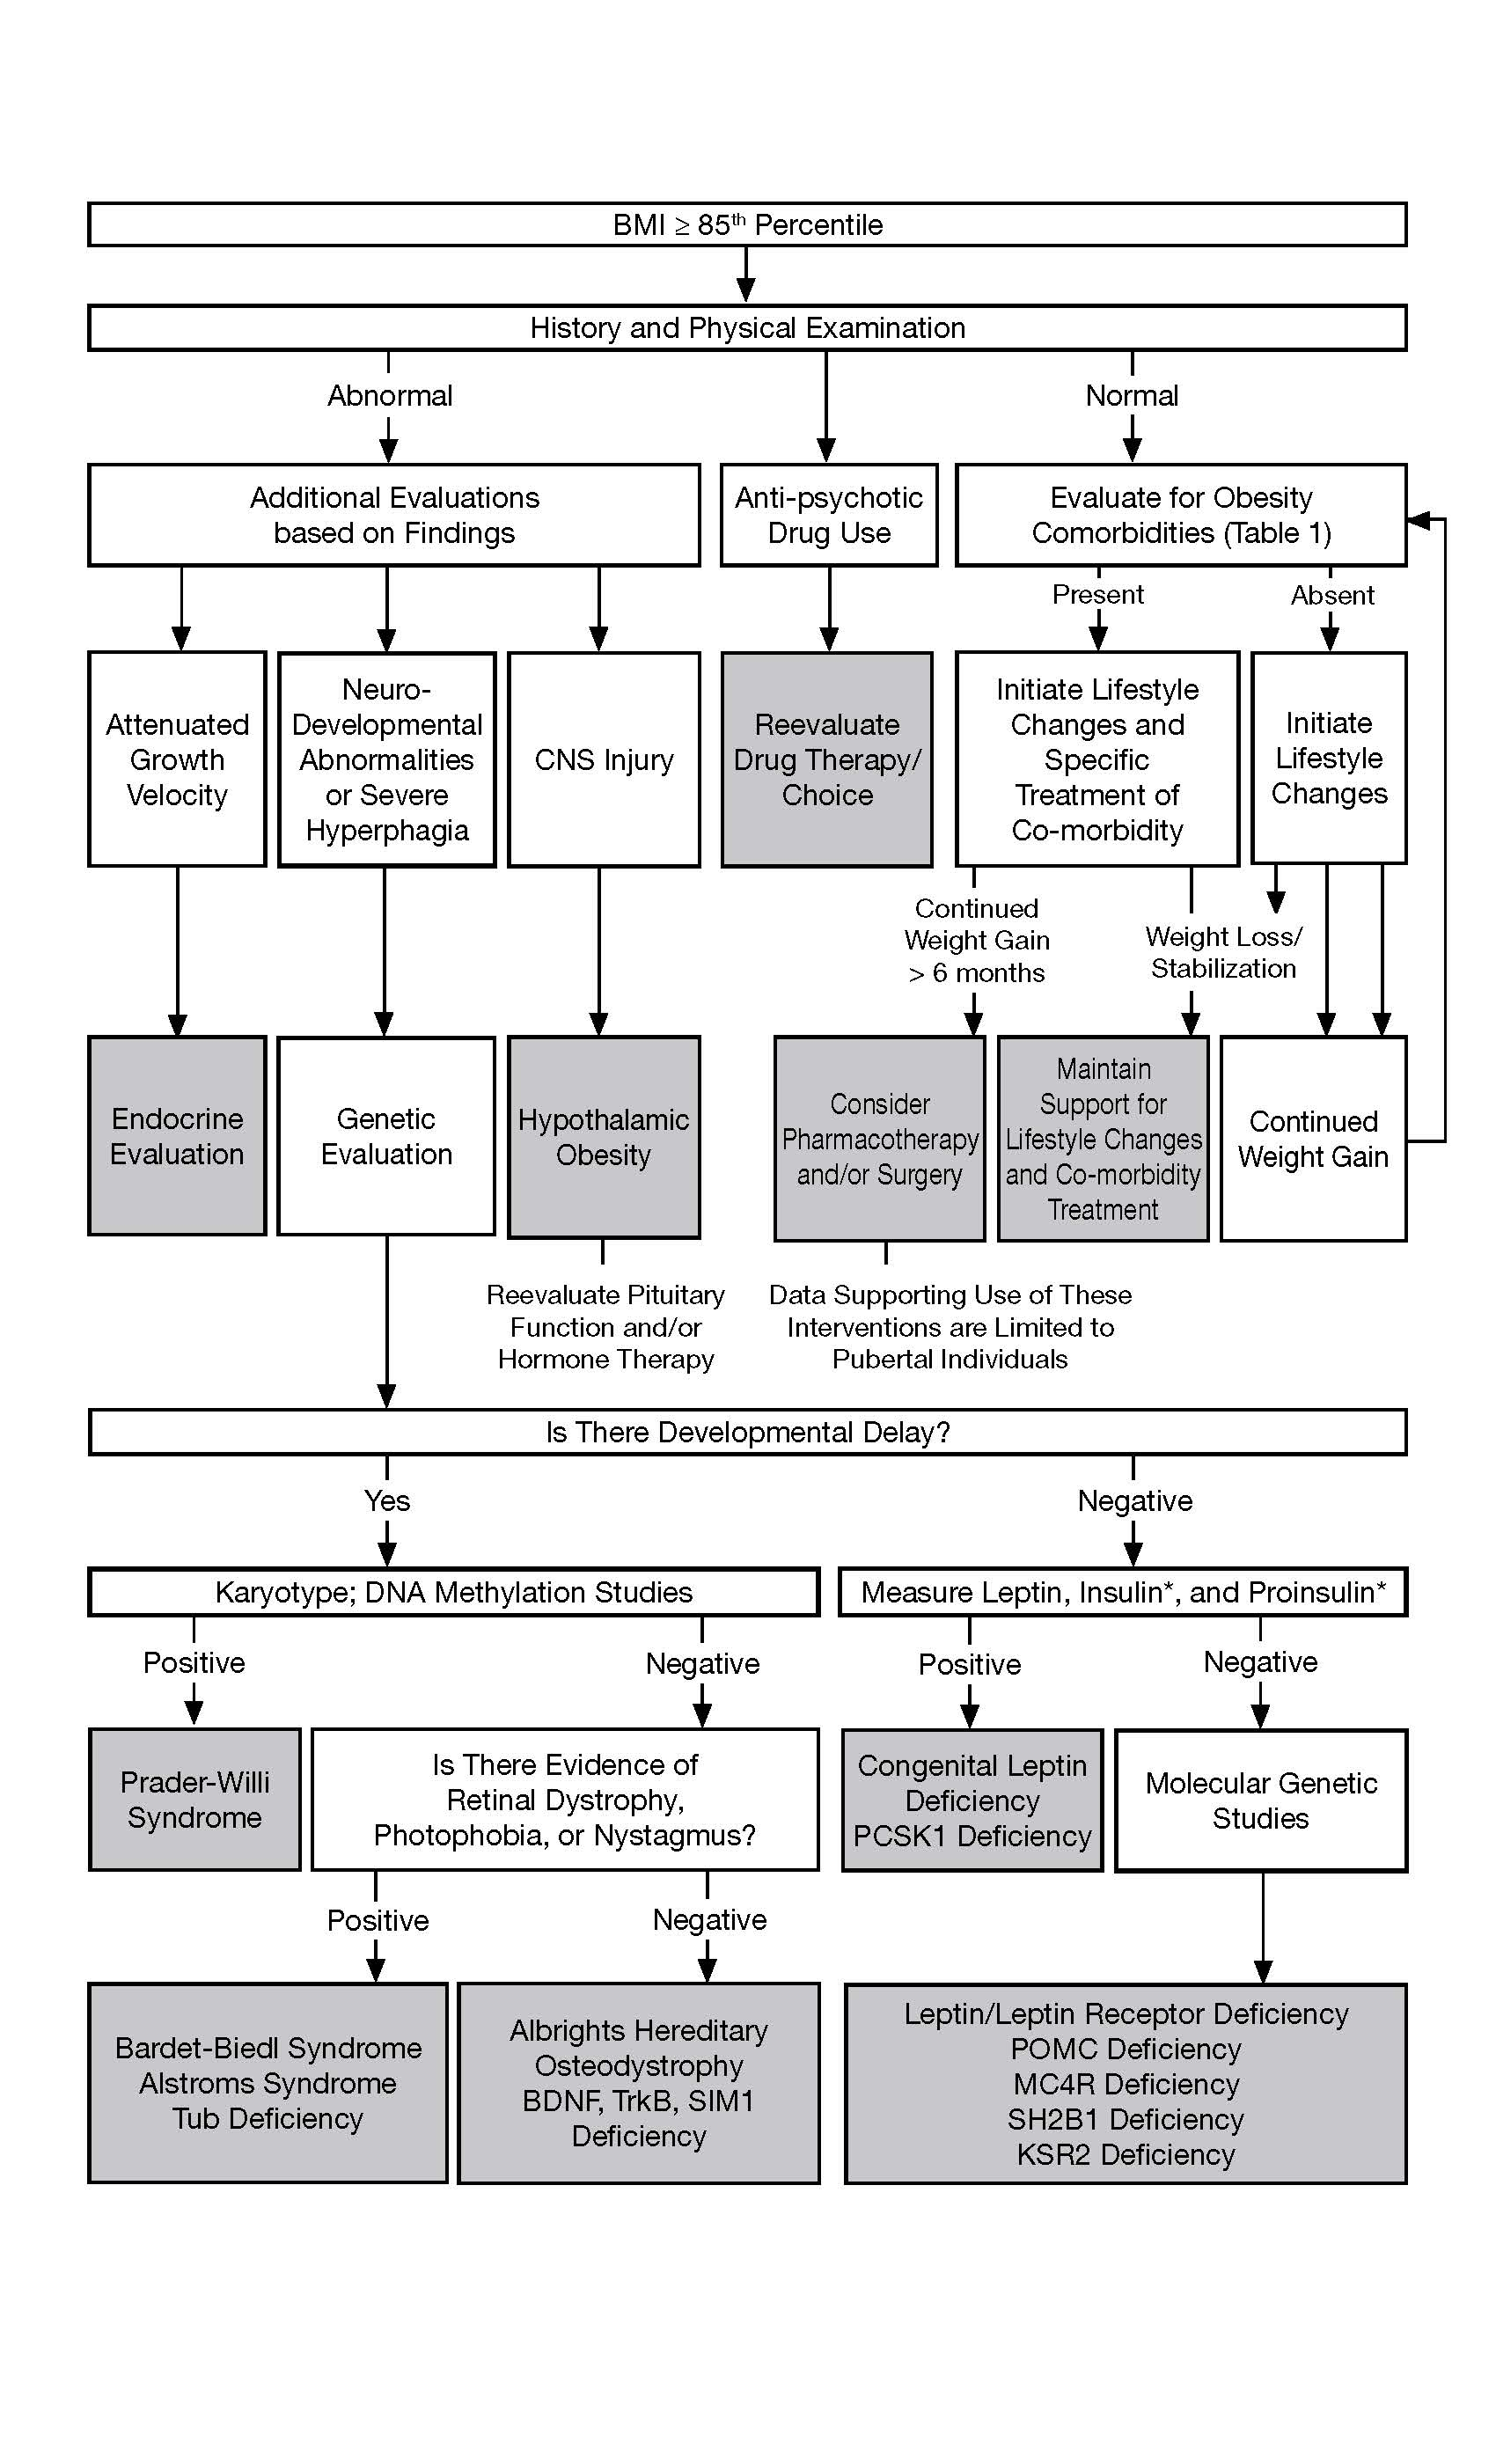 BMI ≥ 85th Percentile
History and Physical Examination
Abnormal
Normal
Additional Evaluations
based on Findings
Anti-psychotic
Drug Use
Evaluate for Obesity
Comorbidities (Table 1)
Present
Absent
Attenuated
Growth
Velocity
Neuro-
Developmental
Abnormalities
or Severe
Hyperphagia
CNS Injury
Reevaluate
Drug Therapy/
Choice
Initiate Lifestyle
Changes and
Specific
Treatment of
Co-morbidity
Initiate
Lifestyle
Changes
Continued
Weight Gain
> 6 months
Weight Loss/
Stabilization
Endocrine
Evaluation
Genetic
Evaluation
Hypothalamic
Obesity
Consider
Pharmacotherapy
and/or Surgery
Maintain
Support for
Lifestyle Changes
and Co-morbidity
Treatment
Continued
Weight Gain
Reevaluate Pituitary
Function and/or
Hormone Therapy
Data Supporting Use of These
Interventions are Limited to
Pubertal Individuals
Is There Developmental Delay?
Yes
Negative
Karyotype; DNA Methylation Studies
Measure Leptin, Insulin*, and Proinsulin*
Positive
Negative
Positive
Negative
Prader-Willi
Syndrome
Is There Evidence of
Retinal Dystrophy,
Photophobia, or Nystagmus?
Congenital Leptin
Deficiency
PCSK1 Deficiency
Molecular Genetic
Studies
Positive
Negative
Bardet-Biedl Syndrome
Alstroms Syndrome
Tub Deficiency
Albrights Hereditary
Osteodystrophy
BDNF, TrkB, SIM1
Deficiency
Leptin/Leptin Receptor Deficiency
POMC Deficiency
MC4R Deficiency
SH2B1 Deficiency
KSR2 Deficiency